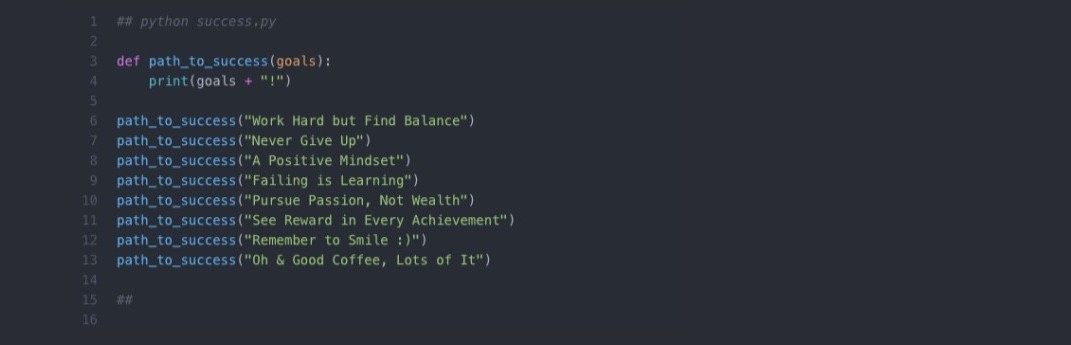 1 ## python success.py
2
3 def path_to_success(goals):
4     print(goals + "!")
5
6 path_to_success("Work Hard but Find Balance")
7 path_to_success("Never Give Up")
8 path_to_success("A Positive Mindset")
9 path_to_success("Failing is Learning")
10 path_to_success("Pursue Passion, Not Wealth")
11 path_to_success("See Reward in Every Achievement")
12 path_to_success("Remember to Smile :)")
13 path_to_success("Oh & Good Coffee, Lots of It")
14
15 ##
16